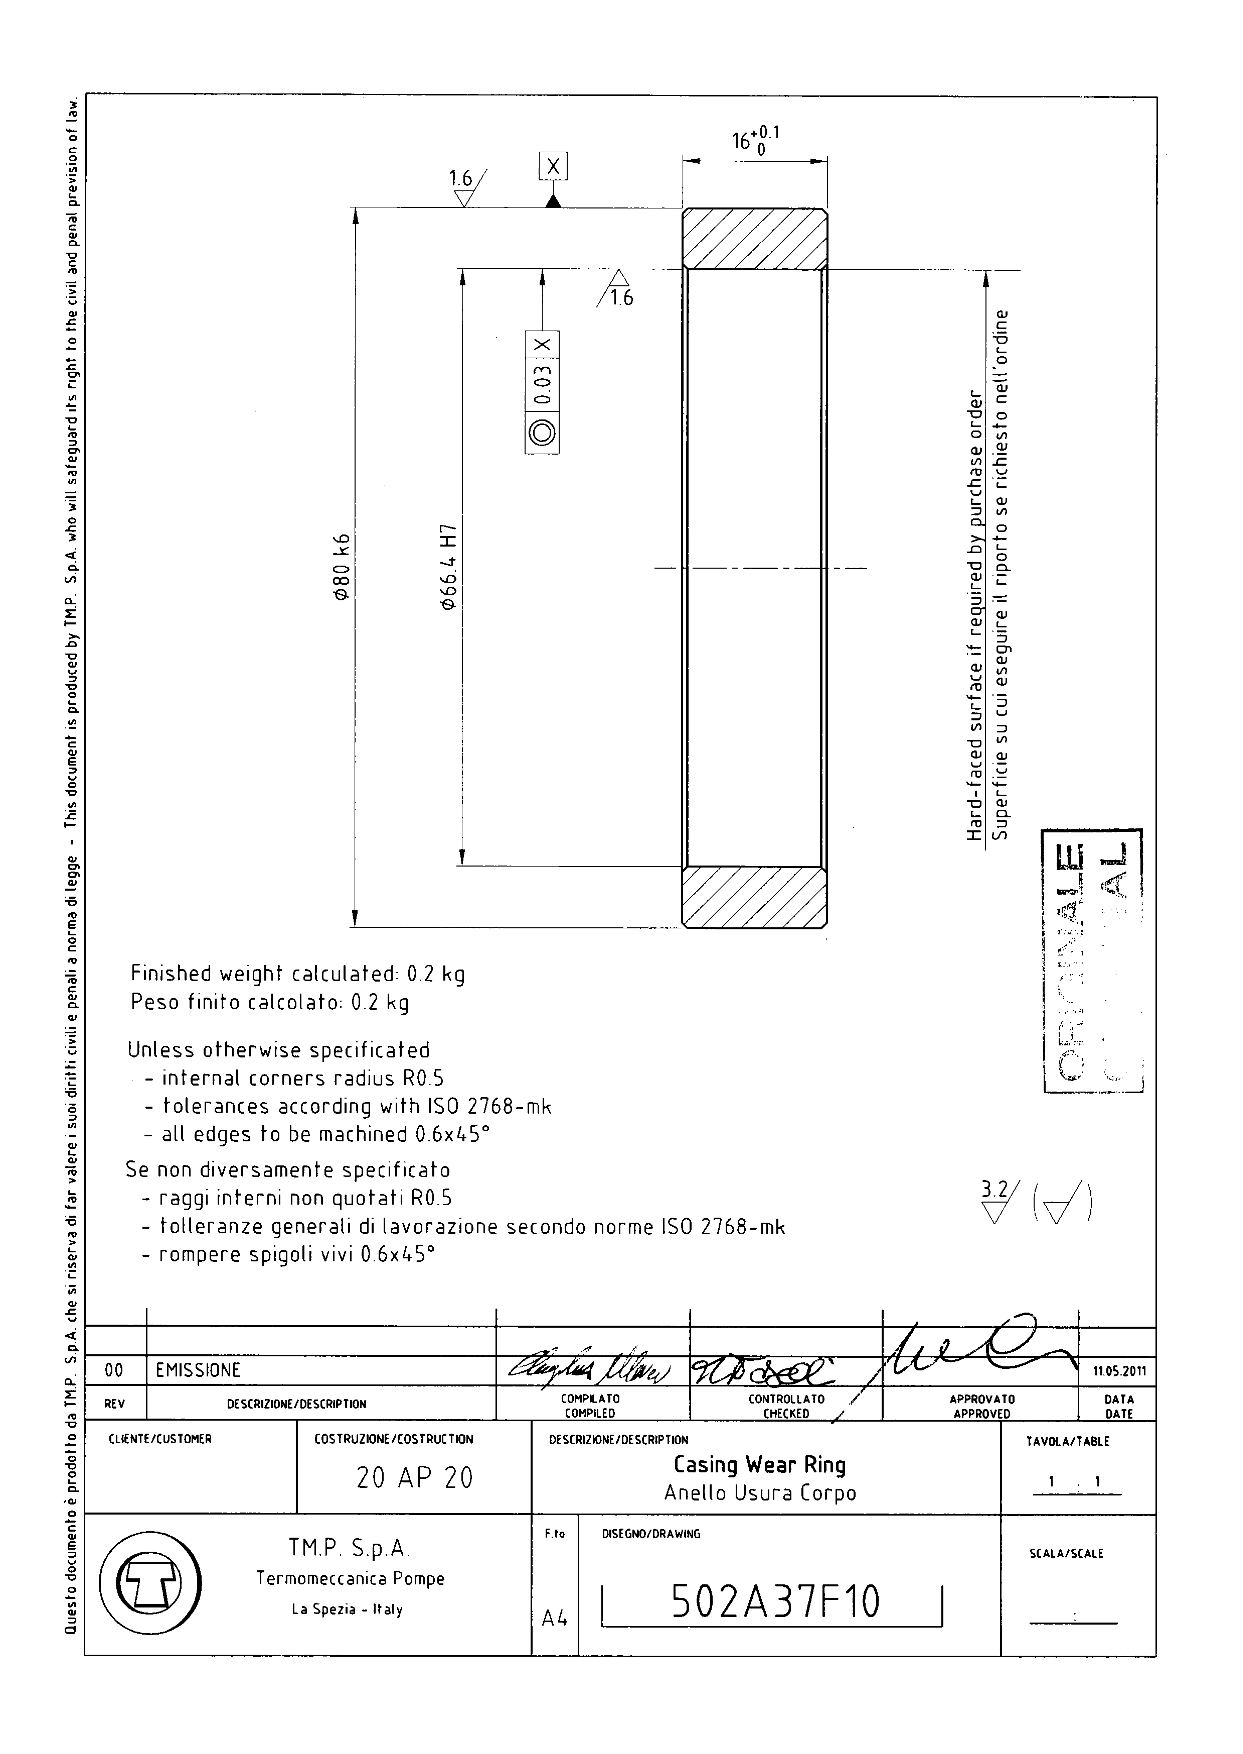 Questo documento è prodotto da T.M.P. S.p.A. che si riserva di far valere i suoi diritti civili e penali a norma di legge - This document is produced by T.M.P. S.p.A. who will safeguard its right to the civil and penal prevision of law.
16 +0.1 0
1.6
X
1.6
X
0.03
⌀80 k6
⌀66.4 H7
Hard-faced surface if required by purchase order
Superficie su cui eseguire il riporto se richiesto nell'ordine
ORIGINALE
Finished weight calculated: 0.2 kg
Peso finito calcolato: 0.2 kg
Unless otherwise specificated
- internal corners radius R0.5
- tolerances according with ISO 2768-mk
- all edges to be machined 0.6x45°
Se non diversamente specificato
- raggi interni non quotati R0.5
- tolleranze generali di lavorazione secondo norme ISO 2768-mk
- rompere spigoli vivi 0.6x45°
3.2
00 EMISSIONE 11.05.2011
REV DESCRIZIONE/DESCRIPTION COMPILATO CONTROLLATO APPROVATO DATA
COMPILED CHECKED APPROVED DATE
CLIENTE/CUSTOMER COSTRUZIONE/COSTRUCTION DESCRIZIONE/DESCRIPTION TAVOLA/TABLE
20 AP 20
Casing Wear Ring
Anello Usura Corpo
1 . 1
T.M.P. S.p.A.
Termomeccanica Pompe
La Spezia - Italy
F.to
A4
DISEGNO/DRAWING
502A37F10
SCALA/SCALE
: